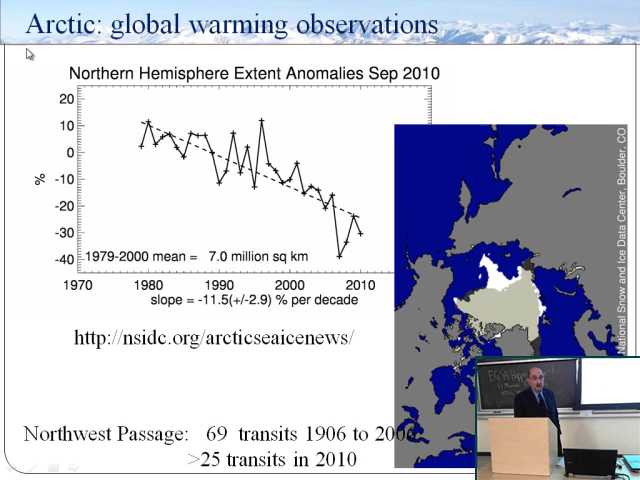 Arctic: global warming observations
Northern Hemisphere Extent Anomalies Sep 2010
20
10
0
-10
-20
-30
-40
%
1979-2000 mean = 7.0 million sq km
1970 1980 1990 2000 2010
slope = -11.5(+/-2.9) % per decade
National Snow and Ice Data Center, Boulder, CO
http://nsidc.org/arcticseaicenews/
Northwest Passage: 69 transits 1906 to 2006
>25 transits in 2010